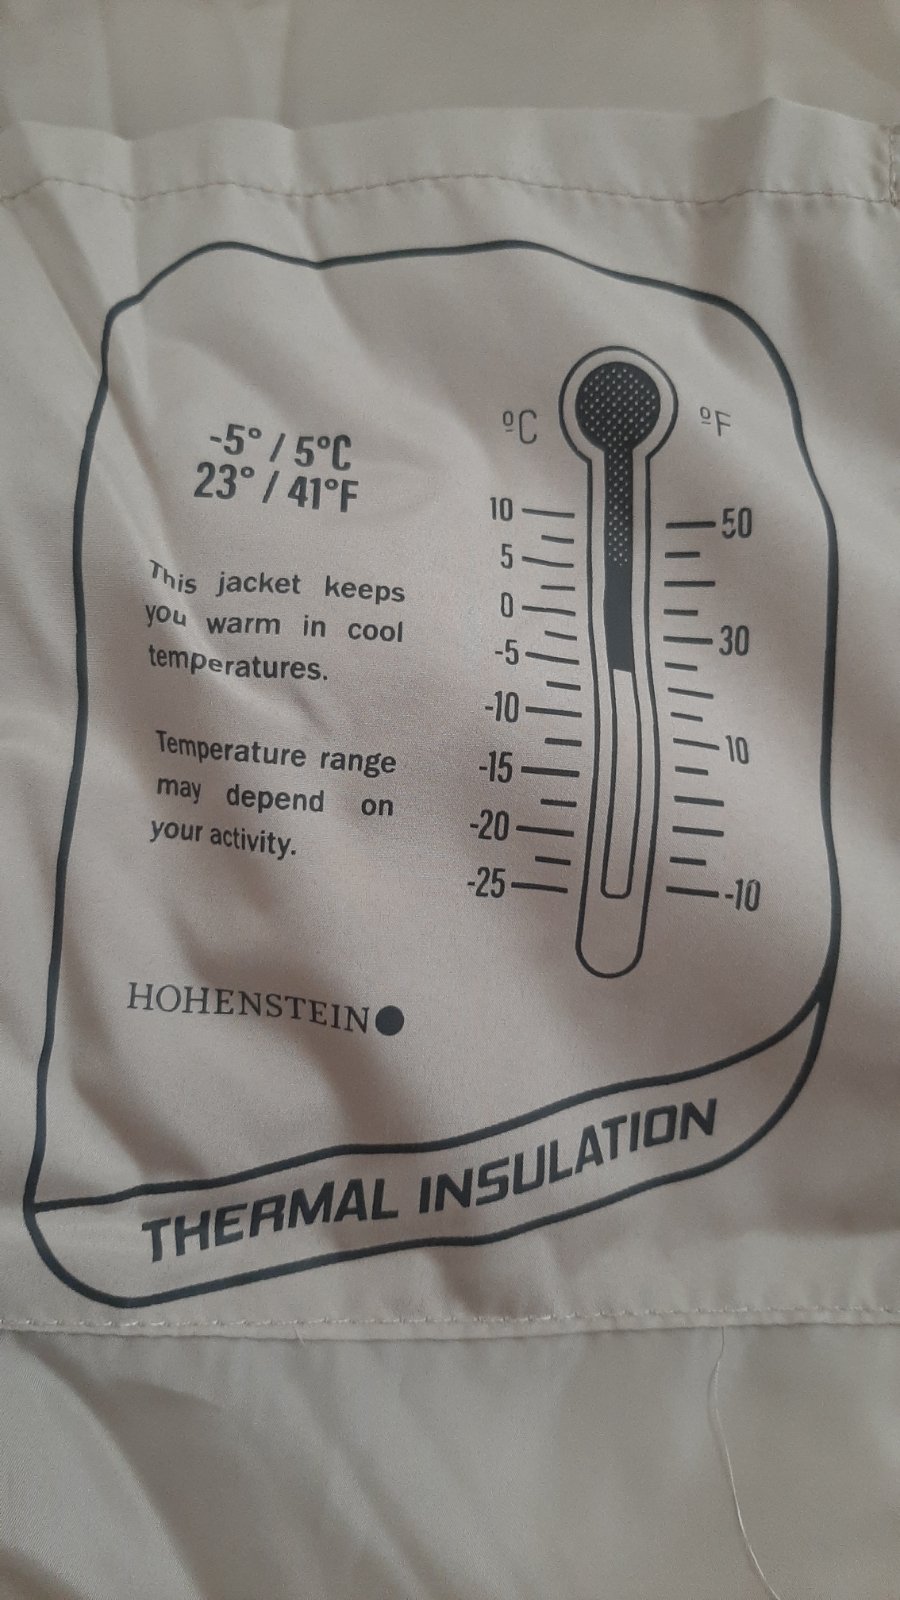 -5° / 5°C
23° / 41°F
This jacket keeps
you warm in cool
temperatures.
Temperature range
may depend on
your activity.
HOHENSTEIN
ºC
10
5
0
-5
-10
-15
-20
-25
ºF
50
30
10
-10
THERMAL INSULATION